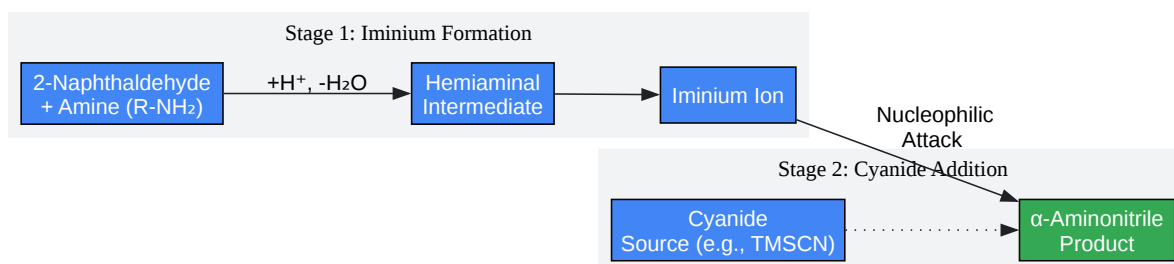 Stage 1: Iminium Formation
2-Naphthaldehyde
+ Amine (R-NH₂)
+H⁺, -H₂O
Hemiaminal
Intermediate
Iminium Ion
Nucleophilic
Attack
Stage 2: Cyanide Addition
Cyanide
Source (e.g., TMSCN)
α-Aminonitrile
Product